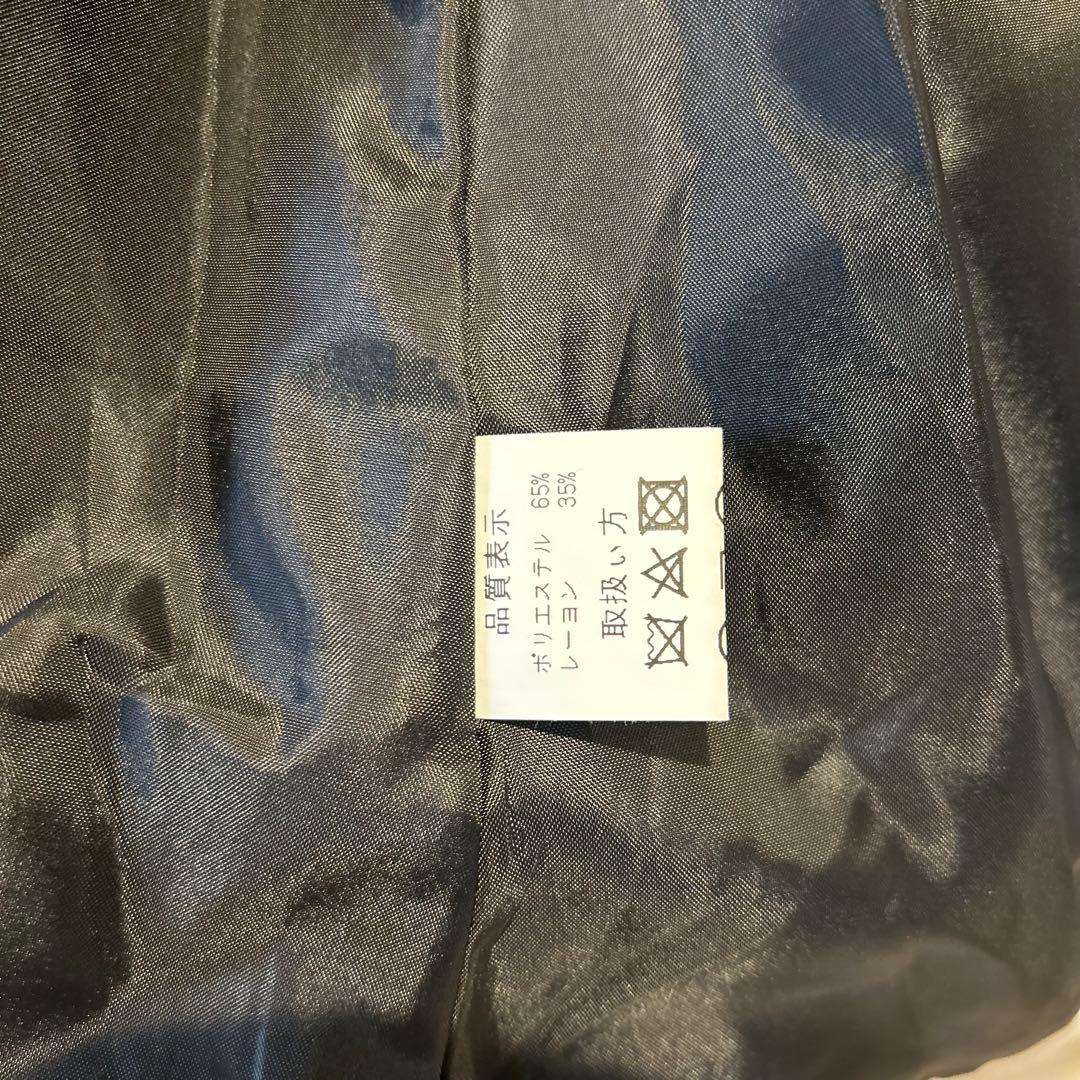 品質表示
ポリエステル 65%
レーヨン 35%
取扱い方